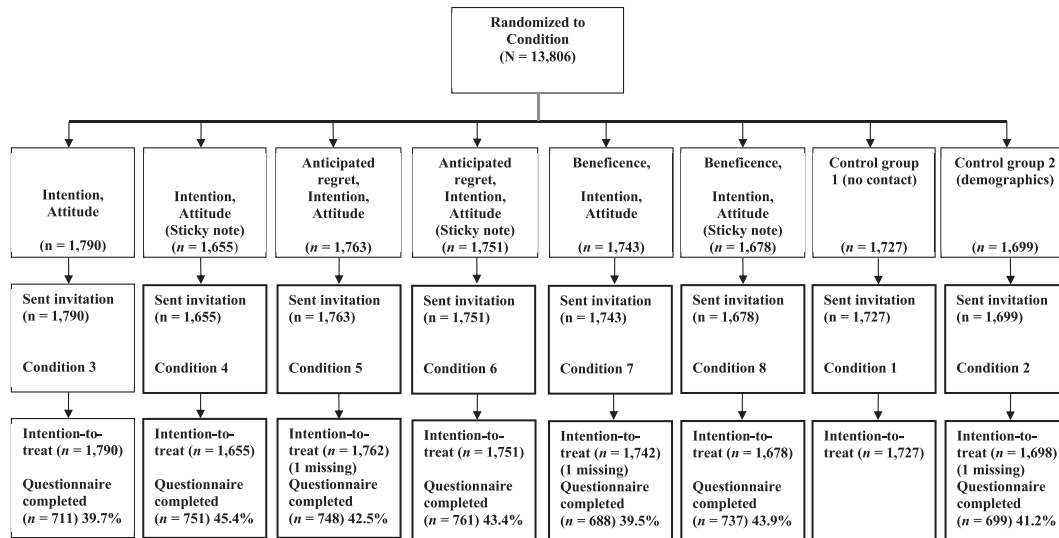 Randomized to
Condition
(N = 13,806)
Intention,
Attitude
(n = 1,790)
Intention,
Attitude
(Sticky note)
(n = 1,655)
Anticipated
regret,
Intention,
Attitude
(n = 1,763)
Anticipated
regret,
Intention,
Attitude
(Sticky note)
(n = 1,751)
Beneficence,
Intention,
Attitude
(n = 1,743)
Beneficence,
Intention,
Attitude
(Sticky note)
(n = 1,678)
Control group
1 (no contact)
(n = 1,727)
Control group 2
(demographics)
(n = 1,699)
Sent invitation
(n = 1,790)
Condition 3
Sent invitation
(n = 1,655)
Condition 4
Sent invitation
(n = 1,763)
Condition 5
Sent invitation
(n = 1,751)
Condition 6
Sent invitation
(n = 1,743)
Condition 7
Sent invitation
(n = 1,678)
Condition 8
Sent invitation
(n = 1,727)
Condition 1
Sent invitation
(n = 1,699)
Condition 2
Intention-to-
treat (n = 1,790)
Questionnaire
completed
(n = 711) 39.7%
Intention-to-
treat (n = 1,655)
Questionnaire
completed
(n = 751) 45.4%
Intention-to-
treat (n = 1,762)
(1 missing)
Questionnaire
completed
(n = 748) 42.5%
Intention-to-
treat (n = 1,751)
Questionnaire
completed
(n = 761) 43.4%
Intention-to-
treat (n = 1,742)
(1 missing)
Questionnaire
completed
(n = 688) 39.5%
Intention-to-
treat (n = 1,678)
Questionnaire
completed
(n = 737) 43.9%
Intention-to-
treat (n = 1,727)
Intention-to-
treat (n = 1,698)
(1 missing)
Questionnaire
completed
(n = 699) 41.2%